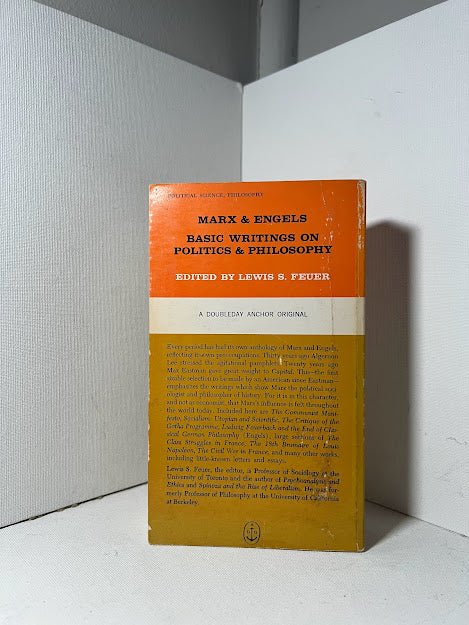 POLITICAL SCIENCE, PHILOSOPHY
MARX & ENGELS
BASIC WRITINGS ON
POLITICS & PHILOSOPHY
EDITED BY LEWIS S. FEUER
A DOUBLEDAY ANCHOR ORIGINAL
Every period has had its own anthology of Marx and Engels,
reflecting its own preoccupations. Thirty years ago Algernon
Lee stressed the agitational pamphlets. Twenty years ago
Max Eastman gave great weight to Capital. This—the first
sizable selection to be made by an American since Eastman—
emphasizes the writings which show Marx the political soci-
ologist and philosopher of history. For it is in this character,
and not as economist, that Marx's influence is felt throughout
the world today. Included here are The Communist Mani-
festo, Socialism: Utopian and Scientific, The Critique of the
Gotha Programme, Ludwig Feuerbach and the End of Clas-
sical German Philosophy (Engels), large sections of The
Class Struggles in France, The 18th Brumaire of Louis
Napoleon, The Civil War in France, and many other works,
including little-known letters and essays.
Lewis S. Feuer, the editor, is Professor of Sociology at the
University of Toronto and the author of Psychoanalysis and
Ethics and Spinoza and the Rise of Liberalism. He was for-
merly Professor of Philosophy at the University of California
at Berkeley.